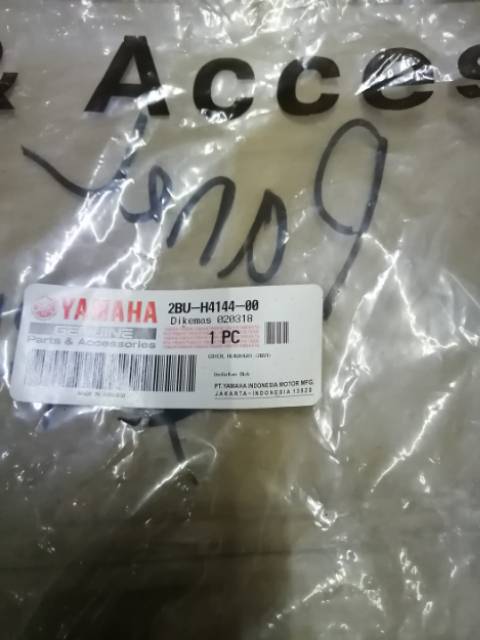 & Acces
YAMAHA
GENUINE
Parts & Accessories
2BU-H4144-00
Dikemas 020318
1 PC
PT.YAMAHA INDONESIA MOTOR MFG.
JAKARTA-INDONESIA 13920